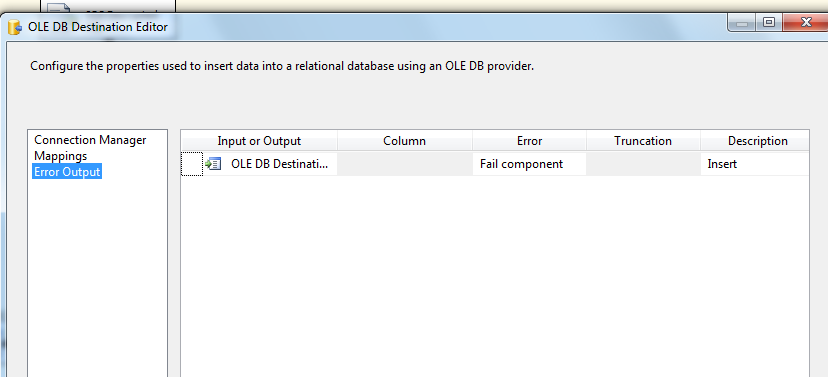 OLE DB Destination Editor
Configure the properties used to insert data into a relational database using an OLE DB provider.
Connection Manager
Mappings
Error Output
Input or Output Column Error Truncation Description
OLE DB Destinati... Fail component Insert